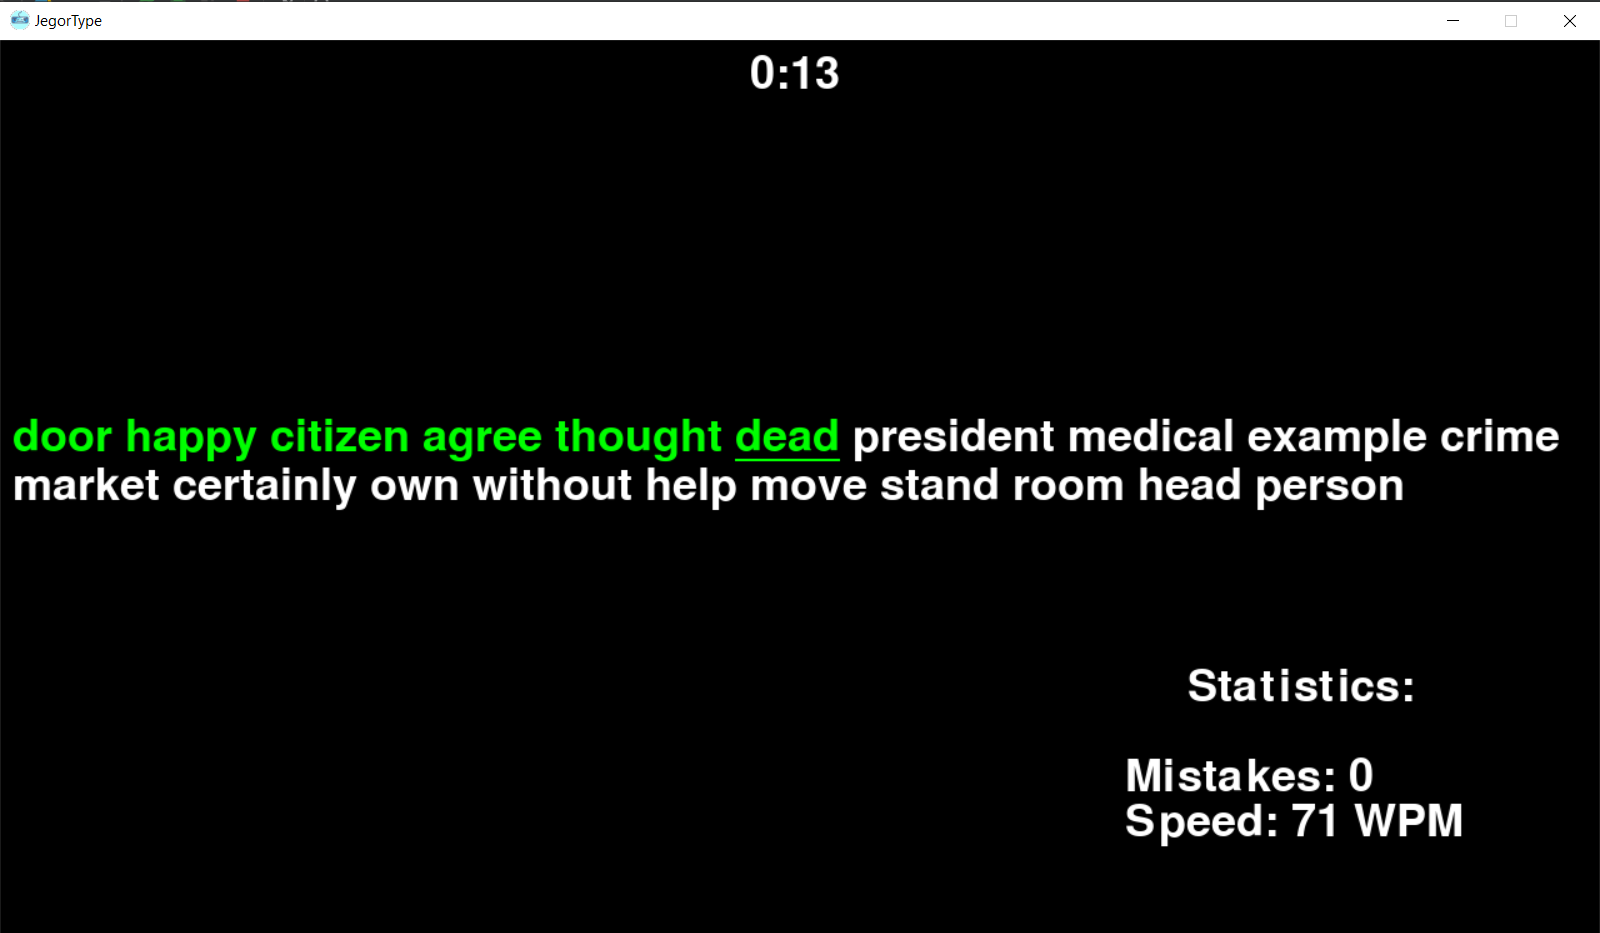 JegorType
0:13
door happy citizen agree thought dead president medical example crime
market certainly own without help move stand room head person
Statistics:
Mistakes: 0
Speed: 71 WPM